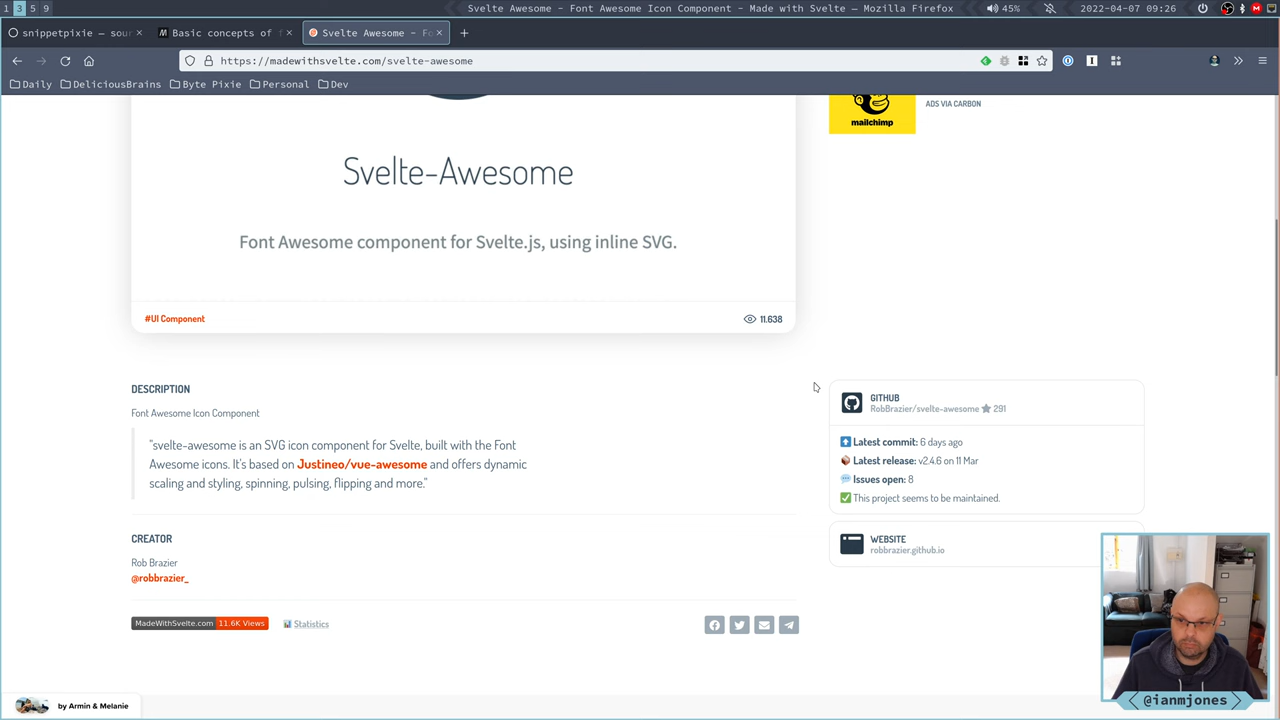 1 3 5 9
Svelte Awesome - Font Awesome Icon Component - Made with Svelte — Mozilla Firefox
45%
2022-04-07 09:26
snippetpixie — sou
Basic concepts of f
Svelte Awesome - Fo
https://madewithsvelte.com/svelte-awesome
Daily
DeliciousBrains
Byte Pixie
Personal
Dev
mailchimp
ADS VIA CARBON
Svelte-Awesome
Font Awesome component for Svelte.js, using inline SVG.
#UI Component
11.638
DESCRIPTION
Font Awesome Icon Component
"svelte-awesome is an SVG icon component for Svelte, built with the Font
Awesome icons. It's based on Justineo/vue-awesome and offers dynamic
scaling and styling, spinning, pulsing, flipping and more."
CREATOR
Rob Brazier
@robbrazier_
MadeWithSvelte.com 11.6K Views
Statistics
GITHUB
RobBrazier/svelte-awesome 291
Latest commit: 6 days ago
Latest release: v2.4.6 on 11 Mar
Issues open: 8
This project seems to be maintained.
WEBSITE
robbrazier.github.io
by Armin & Melanie
@ianmjones